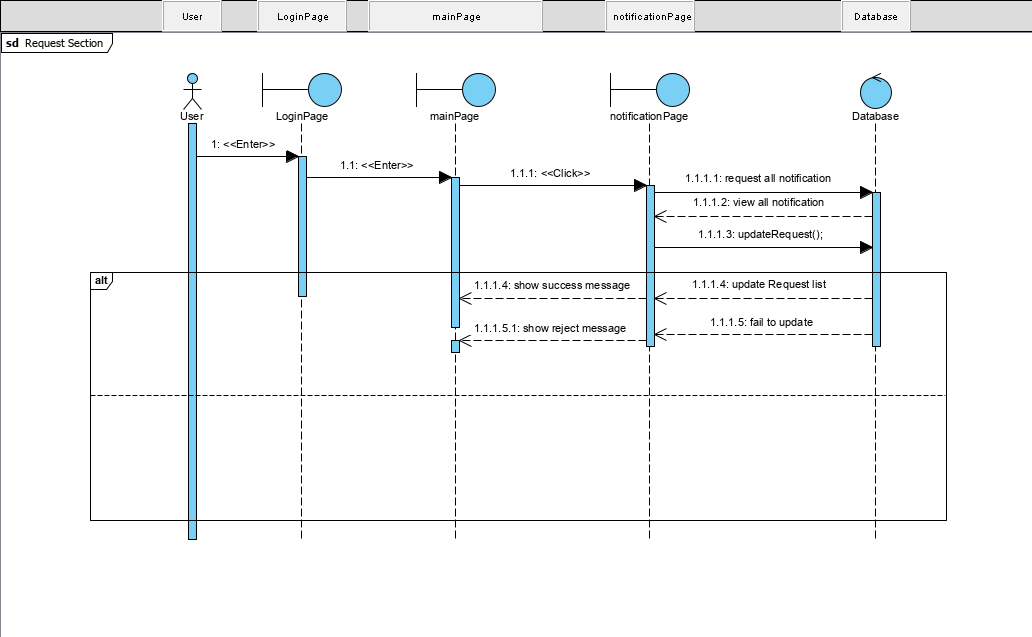 User
LoginPage
mainPage
notificationPage
Database
sd Request Section
User
LoginPage
mainPage
notificationPage
Database
1: <<Enter>>
1.1: <<Enter>>
1.1.1: <<Click>>
1.1.1.1: request all notification
1.1.1.2: view all notification
1.1.1.3: updateRequest();
alt
1.1.1.4: show success message
1.1.1.4: update Request list
1.1.1.5: fail to update
1.1.1.5.1: show reject message